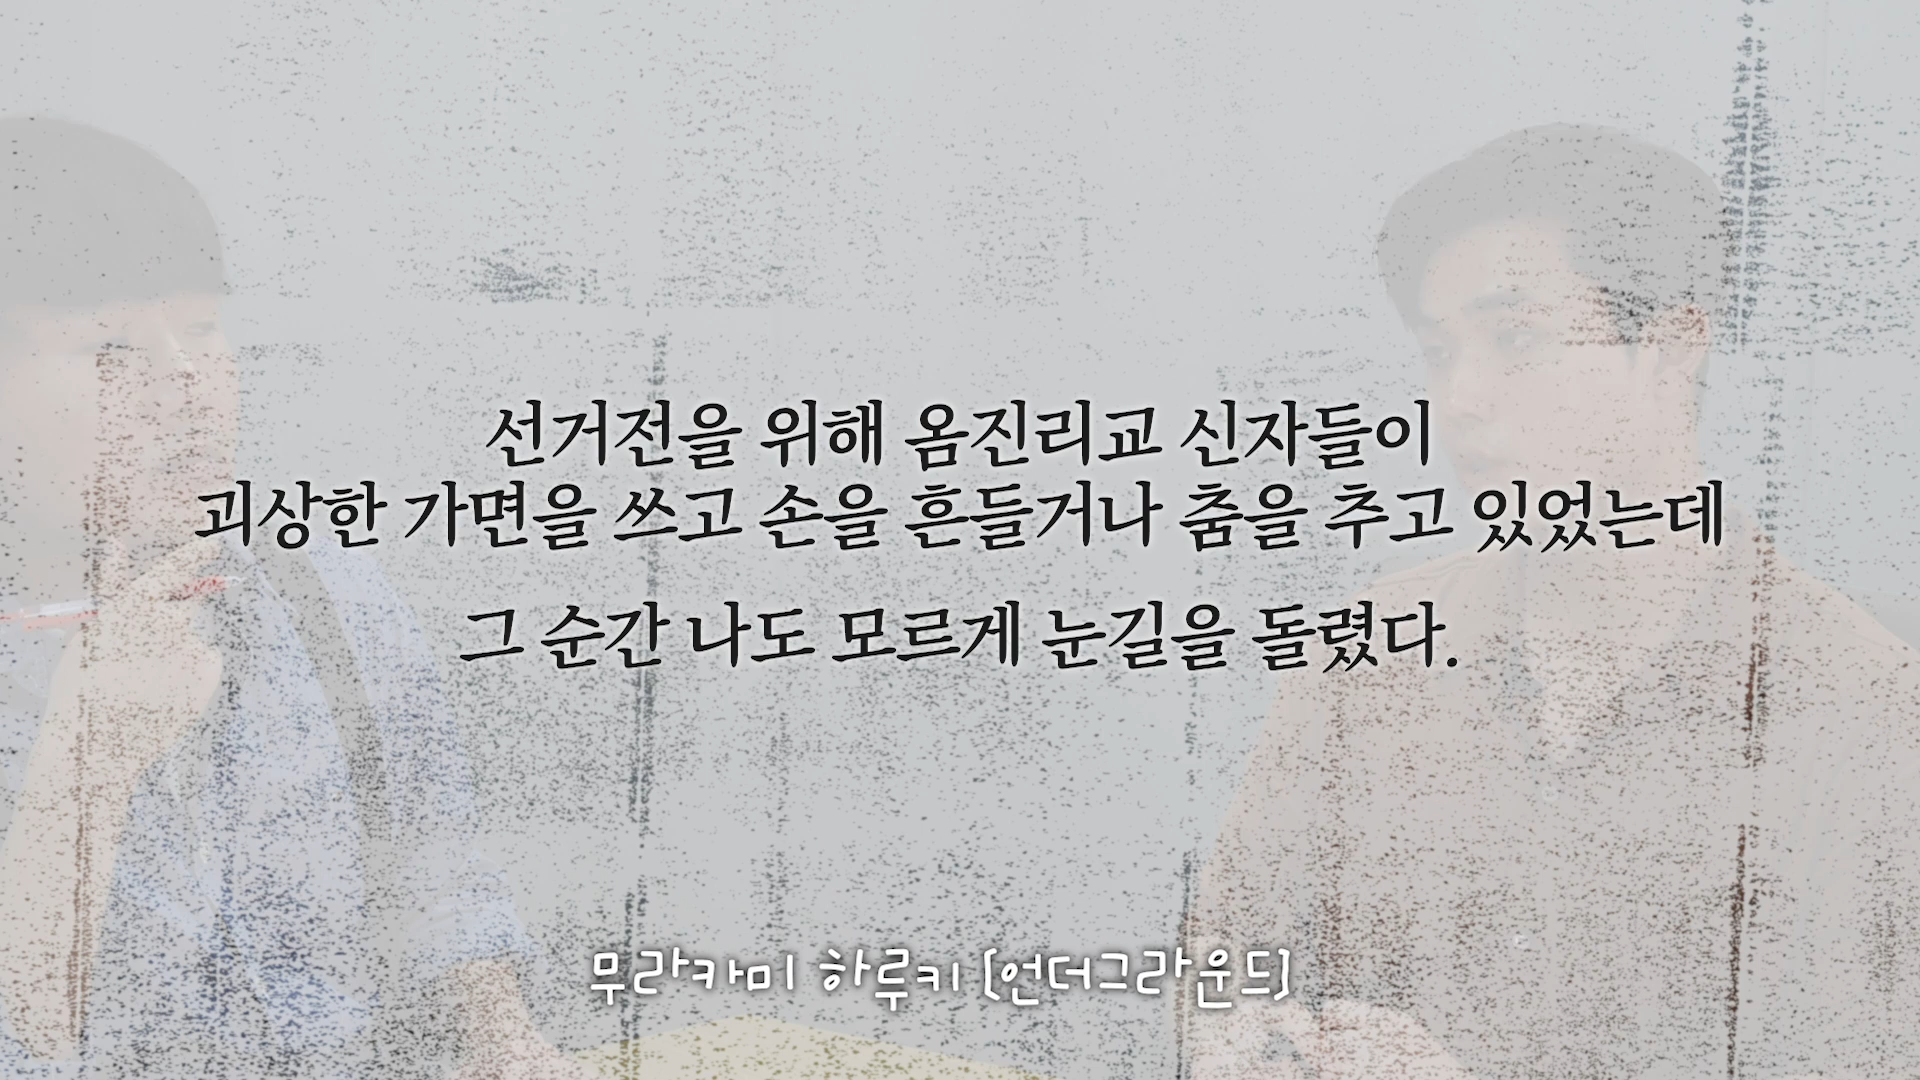 선거전을 위해 옴진리교 신자들이
괴상한 가면을 쓰고 손을 흔들거나 춤을 추고 있었는데
그 순간 나도 모르게 눈길을 돌렸다.
무라카미 하루키 [언더그라운드]